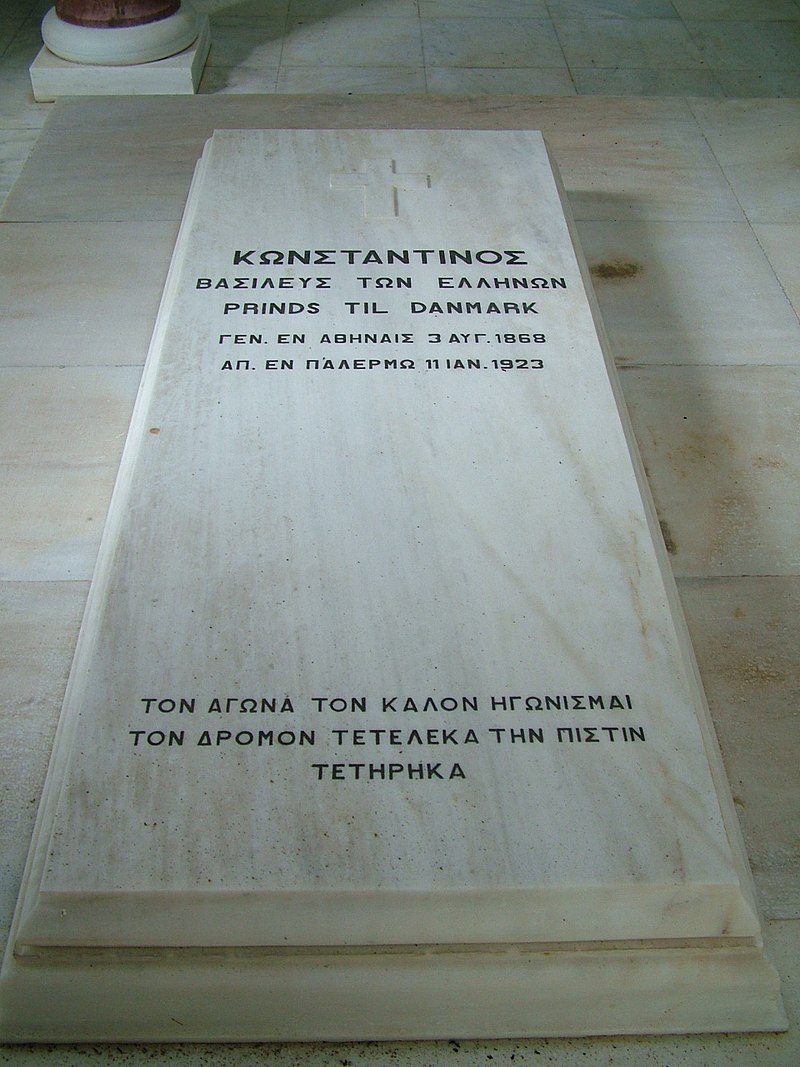 ΚΩΝΣΤΑΝΤΙΝΟΣ
ΒΑΣΙΛΕΥΣ ΤΩΝ ΕΛΛΗΝΩΝ
PRINDS TIL DANMARK
ΓΕΝ. ΕΝ ΑΘΗΝΑΙΣ 3 ΑΥΓ. 1868
ΑΠ. ΕΝ ΠΑΛΕΡΜΩ 11 ΙΑΝ. 1923
ΤΟΝ ΑΓΩΝΑ ΤΟΝ ΚΑΛΟΝ ΗΓΩΝΙΣΜΑΙ
ΤΟΝ ΔΡΟΜΟΝ ΤΕΤΕΛΕΚΑ ΤΗΝ ΠΙΣΤΙΝ
ΤΕΤΗΡΗΚΑ